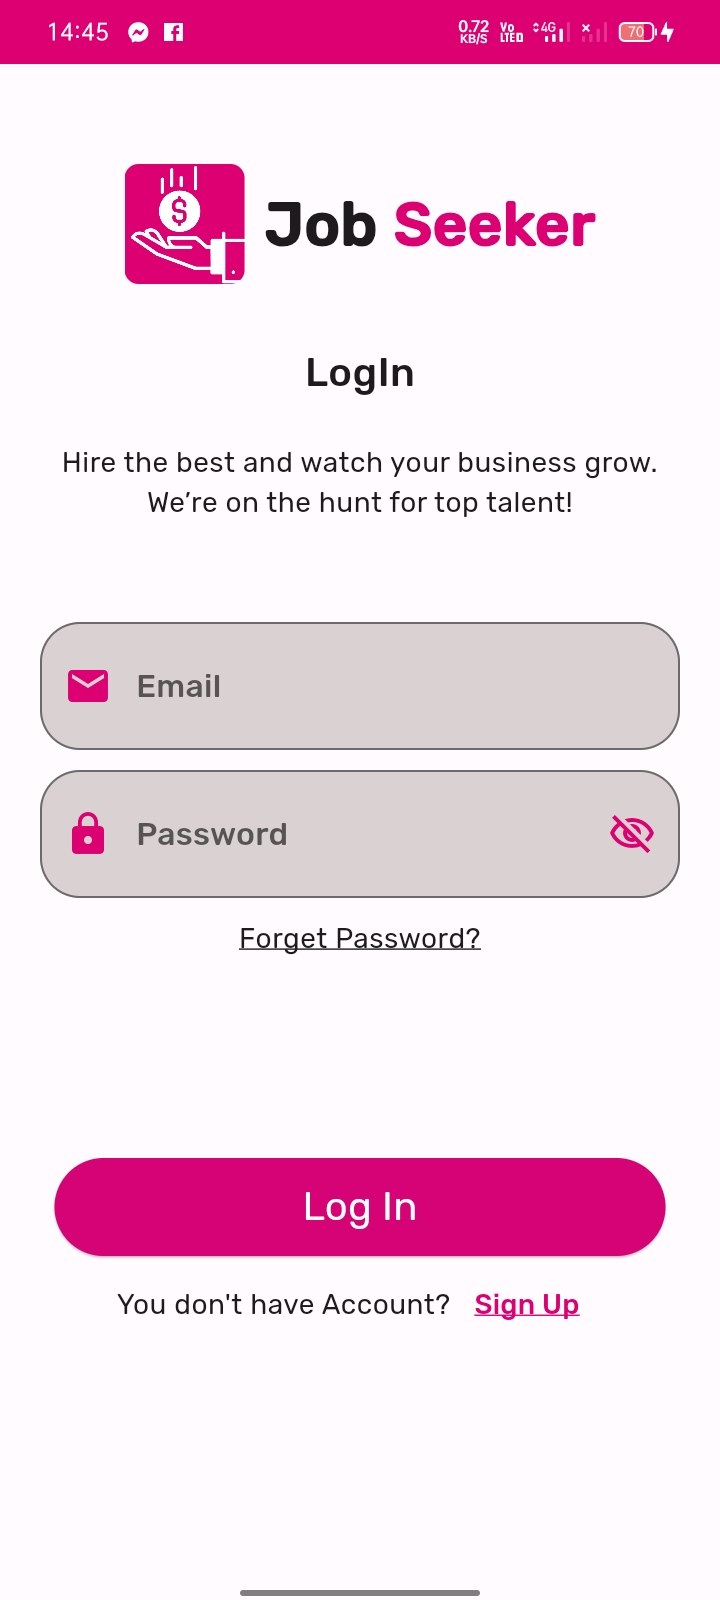 14:45 0.72 KB/S Vo LTED 4G 70
$
Job Seeker
LogIn
Hire the best and watch your business grow.
We’re on the hunt for top talent!
Email
Password
Forget Password?
Log In
You don't have Account? Sign Up